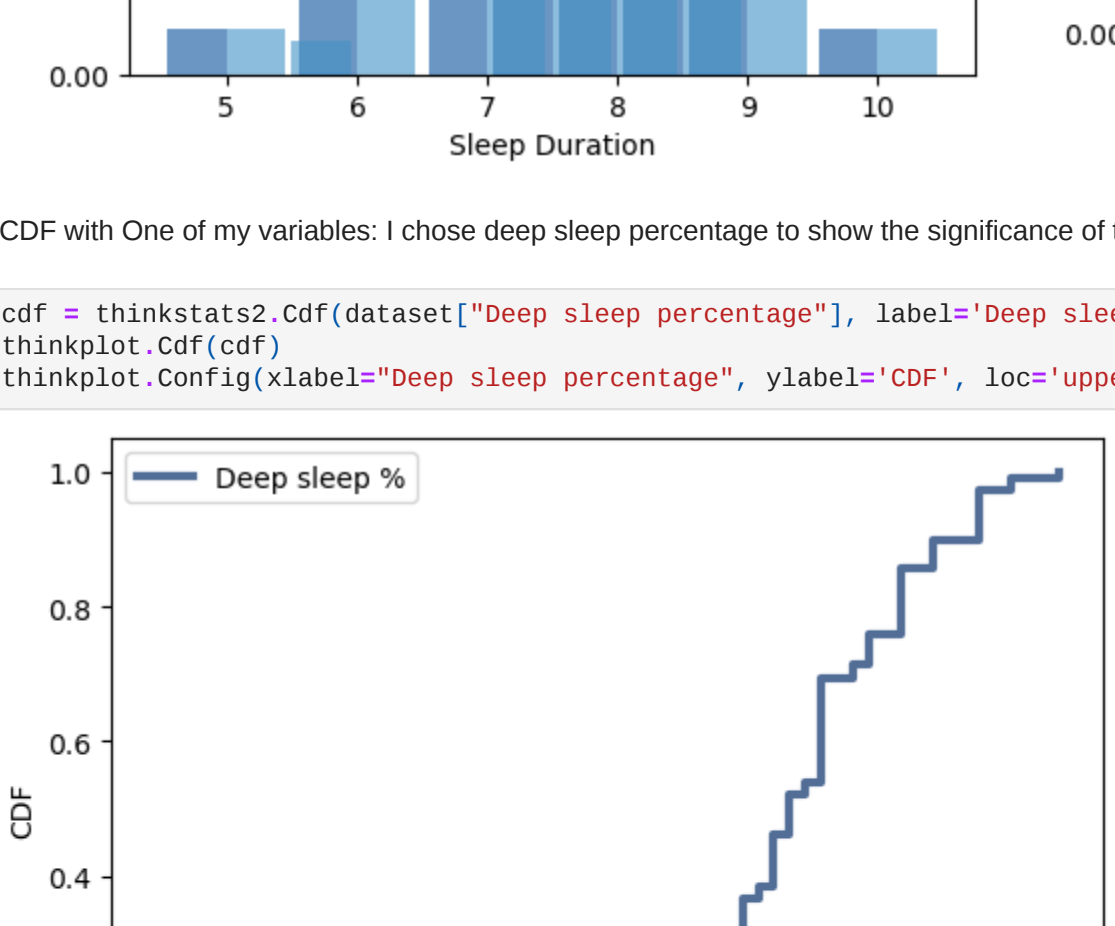 0.00
0.00
5 6 7 8 9 10
Sleep Duration
CDF with One of my variables: I chose deep sleep percentage to show the significance of
cdf = thinkstats2.Cdf(dataset["Deep sleep percentage"], label='Deep
thinkplot.Cdf(cdf)
thinkplot.Config(xlabel="Deep sleep percentage", ylabel='CDF', loc='
Deep sleep %
1.0
0.8
0.6
CDF
0.4